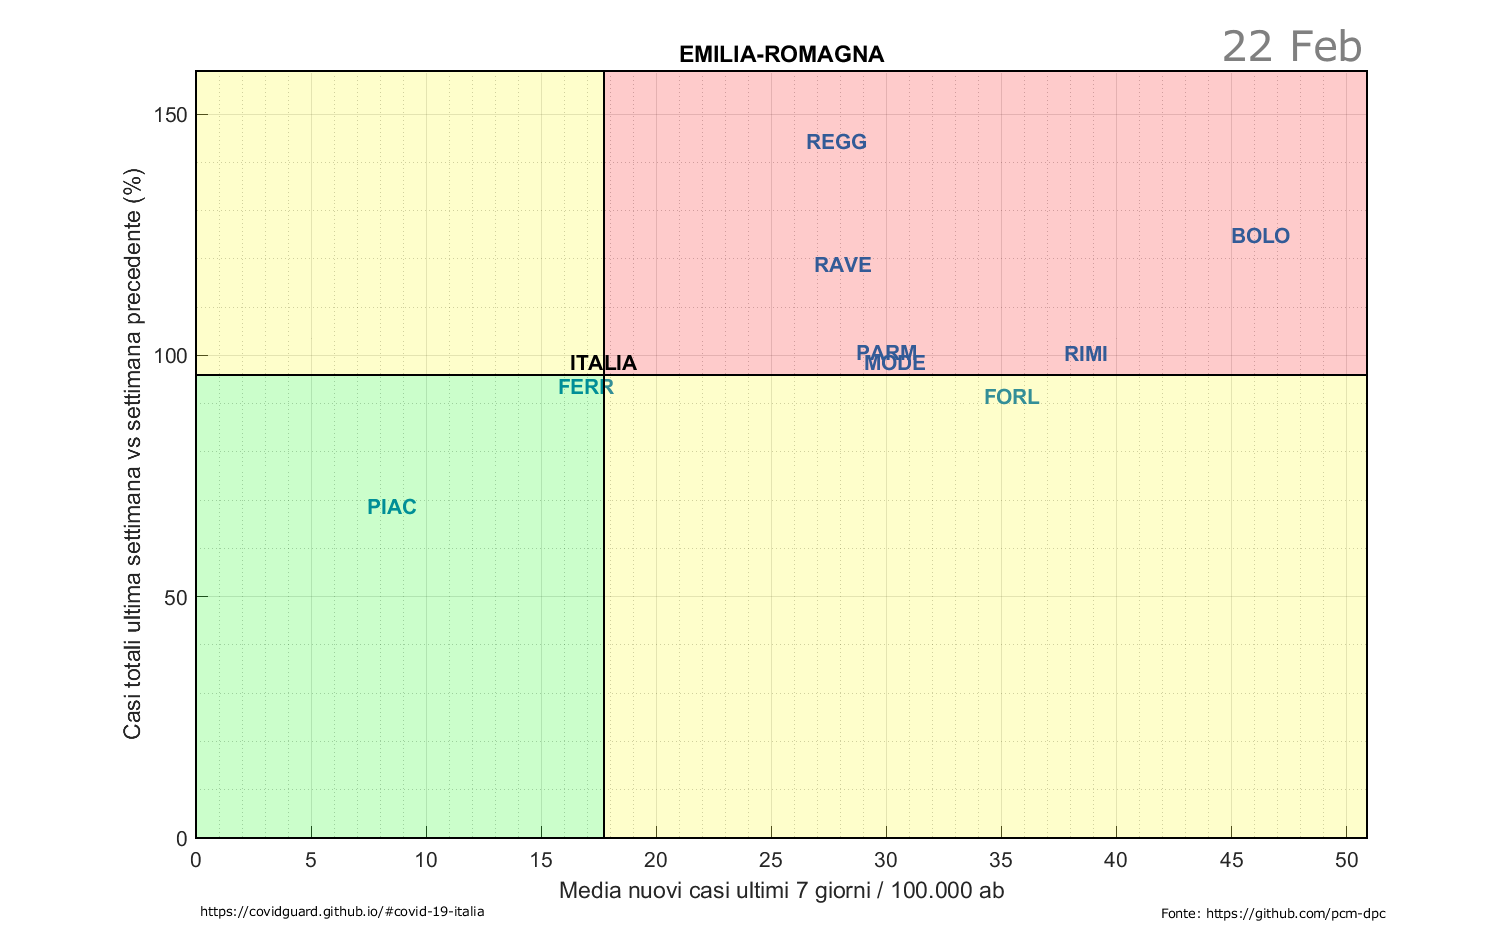 EMILIA-ROMAGNA
22 Feb
Casi totali ultima settimana vs settimana precedente (%)
150
100
50
0
REGG
BOLO
RAVE
PARM
RIMI
MODE
ITALIA
FERR
FORL
PIAC
0 5 10 15 20 25 30 35 40 45 50
Media nuovi casi ultimi 7 giorni / 100.000 ab
https://covidguard.github.io/#covid-19-italia
Fonte: https://github.com/pcm-dpc